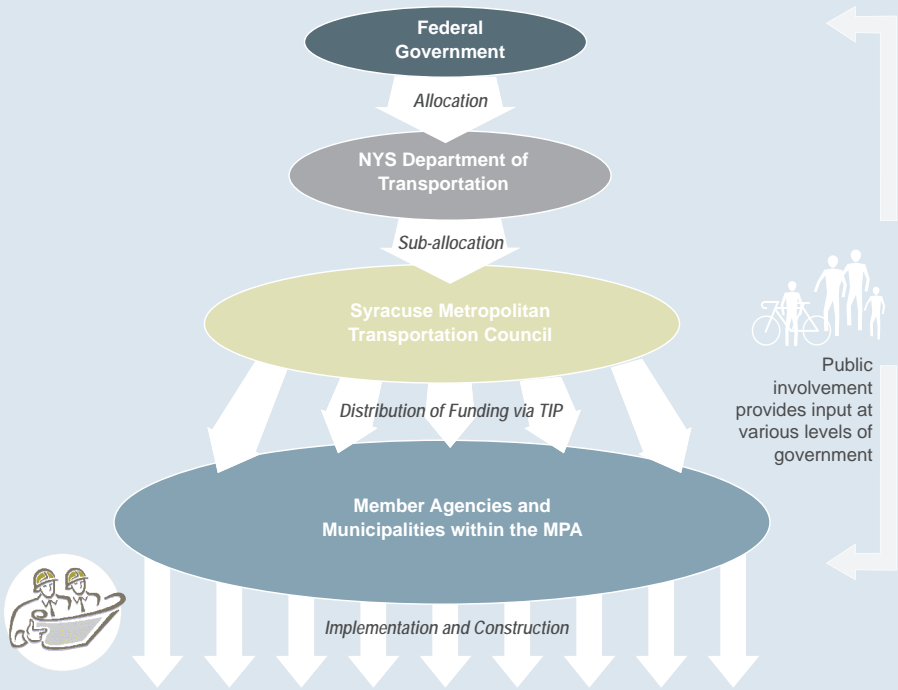 Federal
Government
Allocation
NYS Department of
Transportation
Sub-allocation
Syracuse Metropolitan
Transportation Council
Public
involvement
provides input at
various levels of
government
Distribution of Funding via TIP
Member Agencies and
Municipalities within the MPA
Implementation and Construction